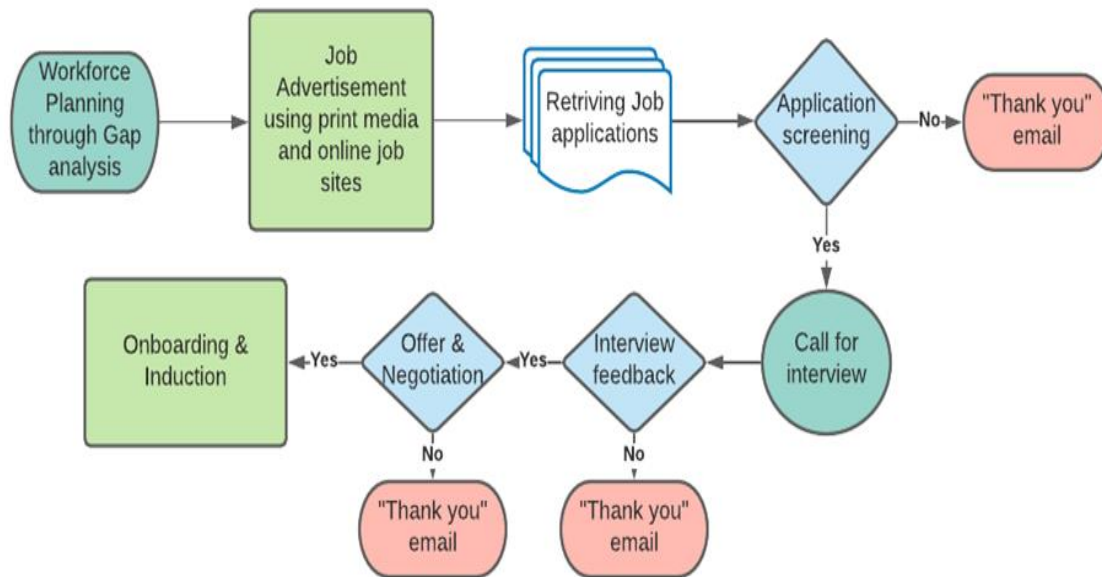 Workforce
Planning
through Gap
analysis
Job
Advertisement
using print media
and online job
sites
Retriving Job
applications
Application
screening
No
"Thank you"
email
Yes
Call for
interview
Interview
feedback
Yes
Offer &
Negotiation
Yes
Onboarding &
Induction
No
"Thank you"
email
No
"Thank you"
email